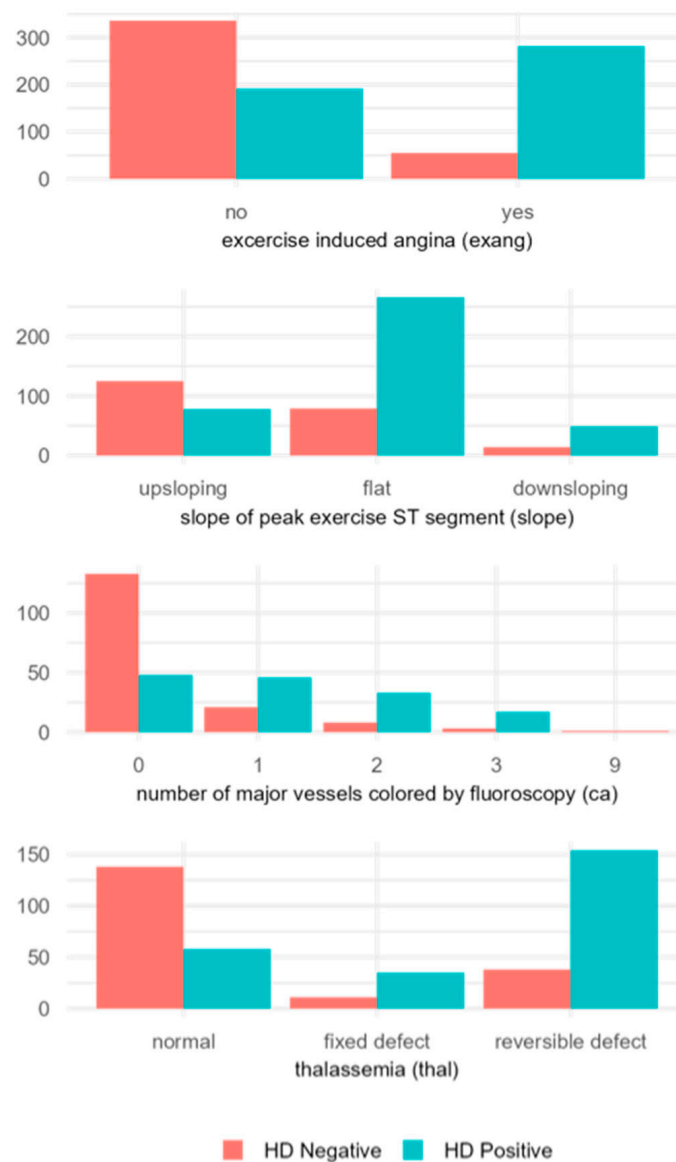 300
200
100
0
no yes
excercise induced angina (exang)
200
100
0
upsloping flat downsloping
slope of peak exercise ST segment (slope)
100
50
0
0 1 2 3 9
number of major vessels colored by fluoroscopy (ca)
150
100
50
0
normal fixed defect reversible defect
thalassemia (thal)
HD Negative HD Positive